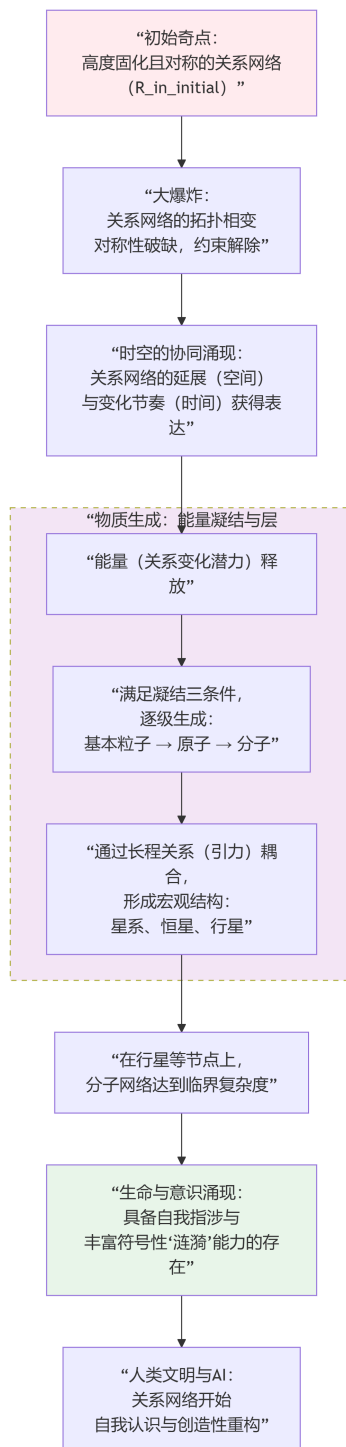 “初始奇点：
高度固化且对称的关系网络
（R_in_initial）”
“大爆炸：
关系网络的拓扑相变
对称性破缺，约束解除”
“时空的协同涌现：
关系网络的延展（空间）
与变化节奏（时间）获得表
达”
“物质生成：能量凝结与层
“能量（关系变化潜力）释
放”
“满足凝结三条件，
逐级生成：
基本粒子 → 原子 → 分子”
“通过长程关系（引力）耦
合，
形成宏观结构：
星系、恒星、行星”
“在行星等节点上，
分子网络达到临界复杂度”
“生命与意识涌现：
具备自我指涉与
丰富符号性‘涟漪’能力的存
在”
“人类文明与AI：
关系网络开始
自我认识与创造性重构”